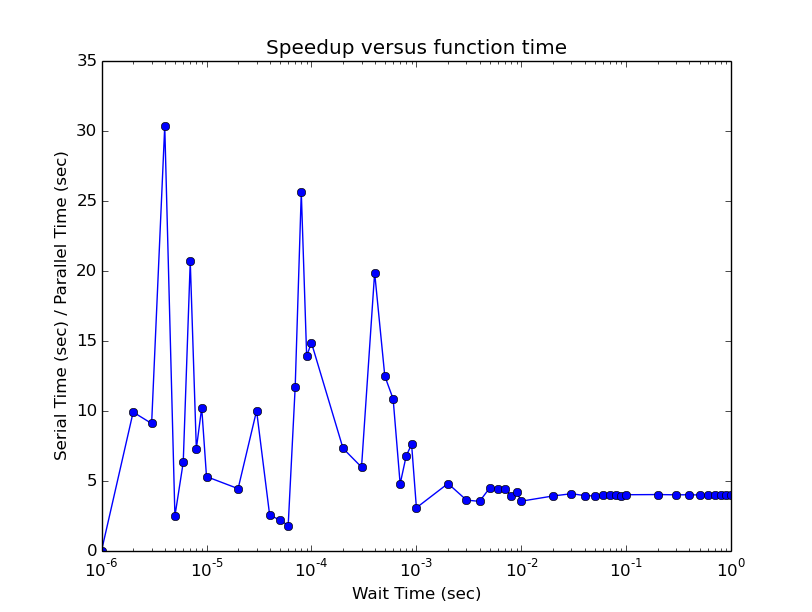 Speedup versus function time
Serial Time (sec) / Parallel Time (sec)
35
30
25
20
15
10
5
0
10^-6 10^-5 10^-4 10^-3 10^-2 10^-1 10^0
Wait Time (sec)